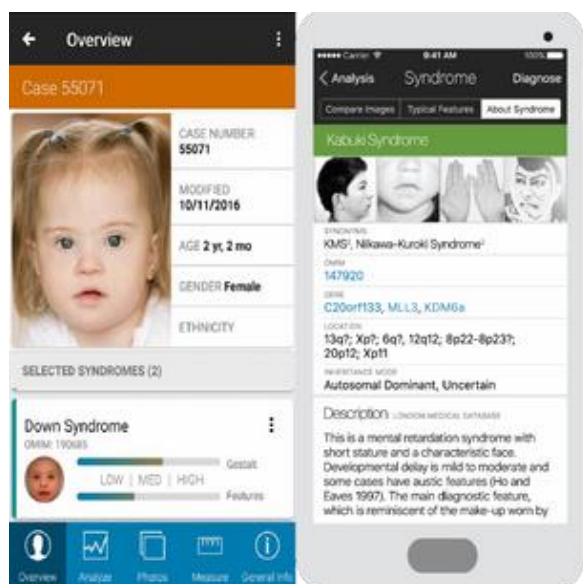 Overview
Case 55071
CASE NUMBER
55071
MODIFIED
10/11/2016
AGE 2 yr, 2 mo
GENDER Female
ETHNICITY
SELECTED SYNDROMES (2)
Down Syndrome
OMIM: 190685
Gestalt
LOW | MED | HIGH
Features
Overview
Analyze
Photos
Measure
General Info
Carrier
9:41 AM
100%
Analysis
Syndrome
Diagnose
Compare Images
Typical Features
About Syndrome
Kabuki Syndrome
SYNONYMS
KMS¹, Niikawa-Kuroki Syndrome²
OMIM
147920
GENE
C20orf133, MLL3, KDM6a
LOCATION
13q?; Xp?; 6q?, 12q12; 8p22-8p23?;
20p12; Xp11
INHERITANCE MODE
Autosomal Dominant, Uncertain
Description LONDON MEDICAL DATABASE
This is a mental retardation syndrome with
short stature and a characteristic face.
Developmental delay is mild to moderate and
some cases have austic features (Ho and
Eaves 1997). The main diagnostic feature,
which is reminiscent of the make-up worn by